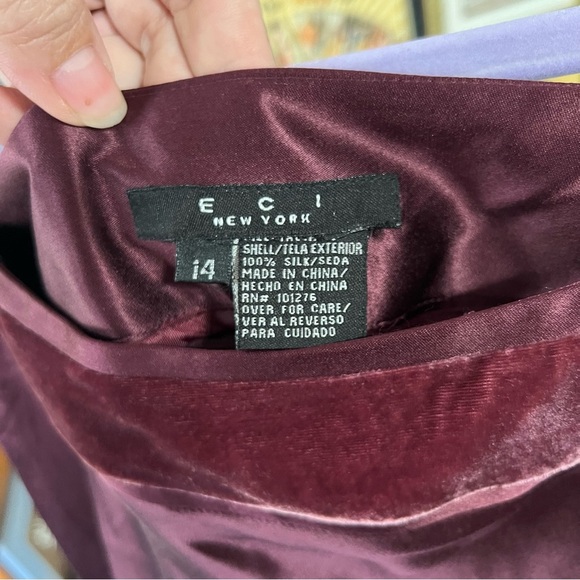 E C I
NEW YORK
14
SHELL/TELA EXTERIOR
100% SILK/SEDA
MADE IN CHINA/
HECHO EN CHINA
RN# 101276
OVER FOR CARE/
VER AL REVERSO
PARA CUIDADO